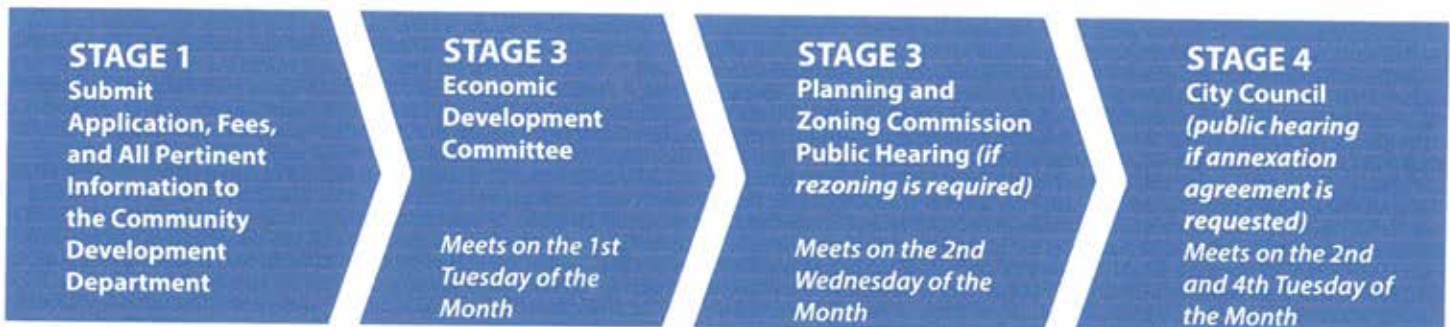 STAGE 1
Submit
Application, Fees,
and All Pertinent
Information to
the Community
Development
Department
STAGE 3
Economic
Development
Committee
Meets on the 1st
Tuesday of the
Month
STAGE 3
Planning and
Zoning Commission
Public Hearing (if
rezoning is required)
Meets on the 2nd
Wednesday of the
Month
STAGE 4
City Council
(public hearing
if annexation
agreement is
requested)
Meets on the 2nd
and 4th Tuesday of
the Month